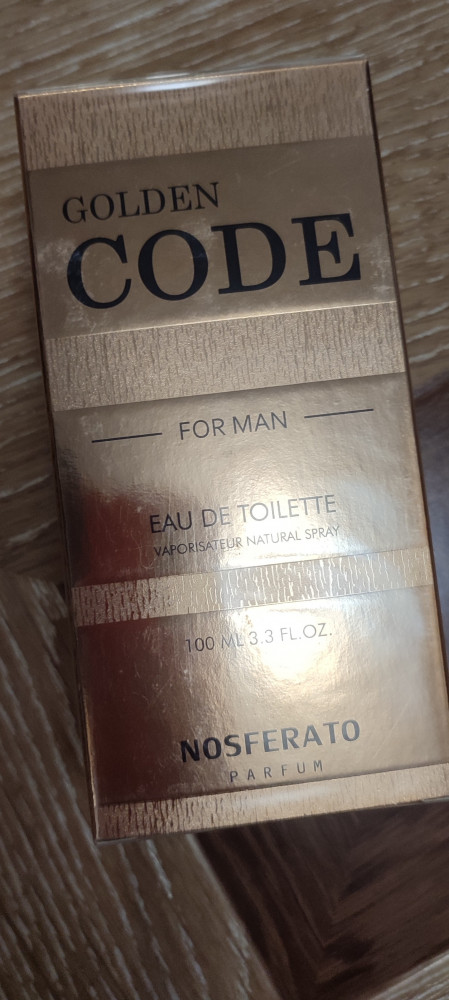 GOLDEN
CODE
FOR MAN
EAU DE TOILETTE
VAPORISATEUR NATURAL SPRAY
100 ML 3.3 FL.OZ.
NOSFERATO
PARFUM